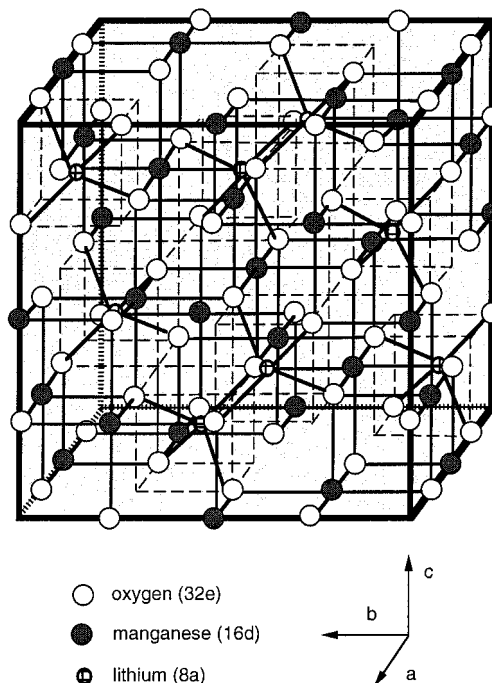 oxygen (32e)
manganese (16d)
lithium (8a)
c
b
a